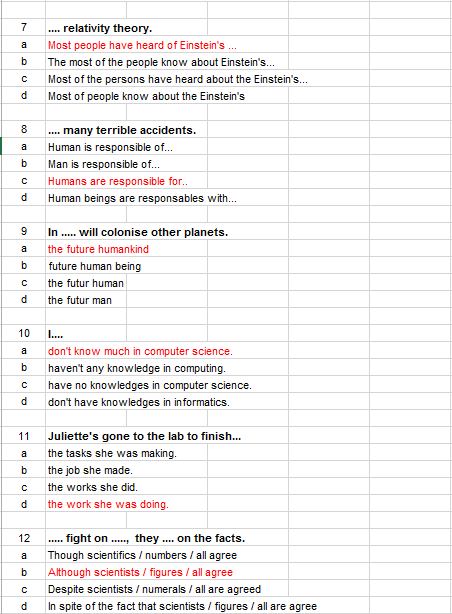 7 .... relativity theory.
a Most people have heard of Einstein's ...
b The most of the people know about Einstein's...
c Most of the persons have heard about the Einstein's...
d Most of people know about the Einstein's
8 .... many terrible accidents.
a Human is responsible of...
b Man is responsible of...
c Humans are responsible for..
d Human beings are responsables with...
9 In ..... will colonise other planets.
a the future humankind
b future human being
c the futur human
d the futur man
10 I....
a don't know much in computer science.
b haven't any knowledge in computing.
c have no knowledges in computer science.
d don't have knowledges in informatics.
11 Juliette's gone to the lab to finish...
a the tasks she was making.
b the job she made.
c the works she did.
d the work she was doing.
12 ..... fight on ....., they .... on the facts.
a Though scientifics / numbers / all agree
b Although scientists / figures / all agree
c Despite scientists / numerals / all are agreed
d In spite of the fact that scientists / figures / all are agree